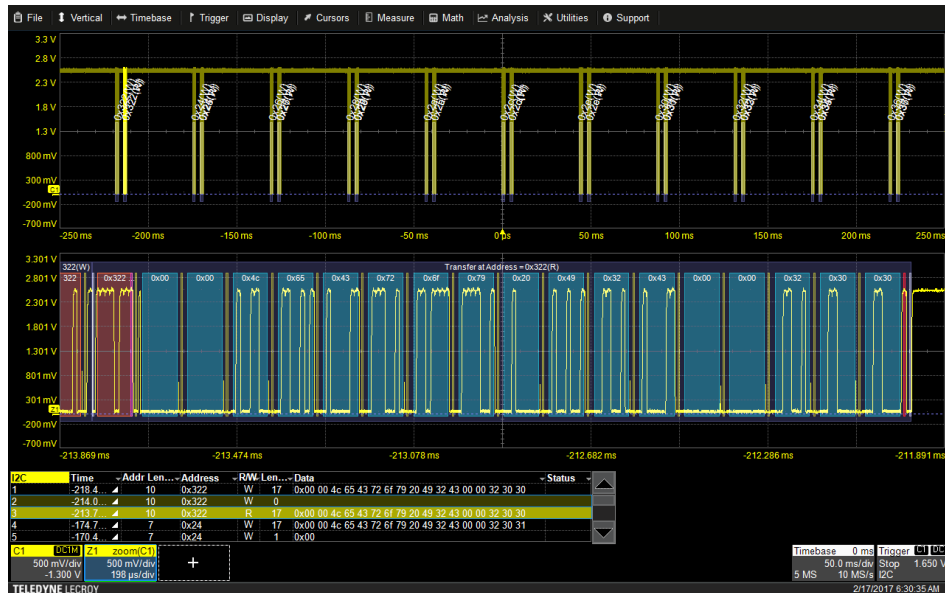 File Vertical Timebase Trigger Display Cursors Measure Math Analysis Utilities Support
3.3 V
2.8 V
2.3 V
1.8 V
1.3 V
800 mV
300 mV
C1
-200 mV
-700 mV
-250 ms -200 ms -150 ms -100 ms -50 ms 0 s 50 ms 100 ms 150 ms 200 ms 250 ms
3.301 V
322(W) Transfer at Address = 0x322(R)
2.801 V 322 0x322 0x00 0x00 0x4c 0x65 0x43 0x72 0x6f 0x79 0x20 0x49 0x32 0x43 0x00 0x00 0x32 0x30 0x30
2.301 V
1.801 V
1.301 V
801 mV
301 mV
Z1
-200 mV
-700 mV
-213.869 ms -213.474 ms -213.078 ms -212.682 ms -212.286 ms -211.891 ms
I2C Time Addr Len... Address R/W Len... Data Status
1 -218.4... 10 0x322 W 17 0x00 00 4c 65 43 72 6f 79 20 49 32 43 00 00 32 30 30
2 -214.0... 10 0x322 W 0
3 -213.7... 10 0x322 R 17 0x00 00 4c 65 43 72 6f 79 20 49 32 43 00 00 32 30 30
4 -174.7... 7 0x24 W 17 0x00 00 4c 65 43 72 6f 79 20 49 32 43 00 00 32 30 31
5 -170.4... 7 0x24 W 1 0x00
C1 DC1M Z1 zoom(C1) Timebase 0 ms Trigger C1 DC
500 mV/div 500 mV/div + 50.0 ms/div Stop 1.650 V
-1.300 V 198 µs/div 5 MS 10 MS/s I2C
TELEDYNE LECROY 2/17/2017 6:30:35 AM